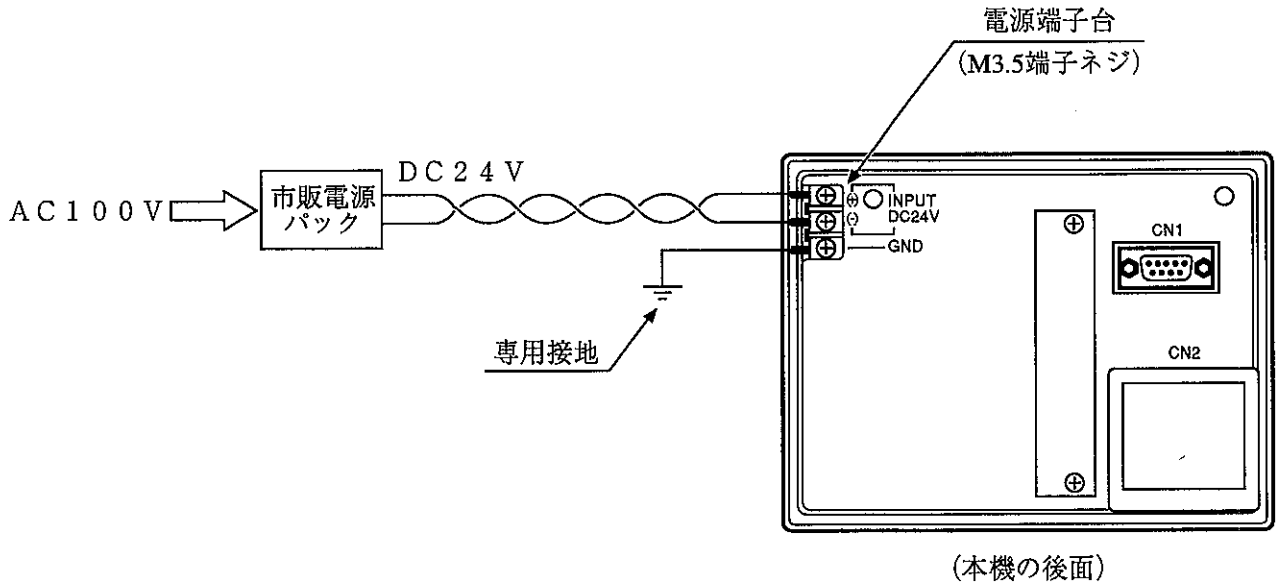 電源端子台
(M3.5端子ネジ)
AC100V
市販電源
パック
DC24V
⊕ INPUT
⊖ DC24V
GND
専用接地
CN1
CN2
(本機の後面)